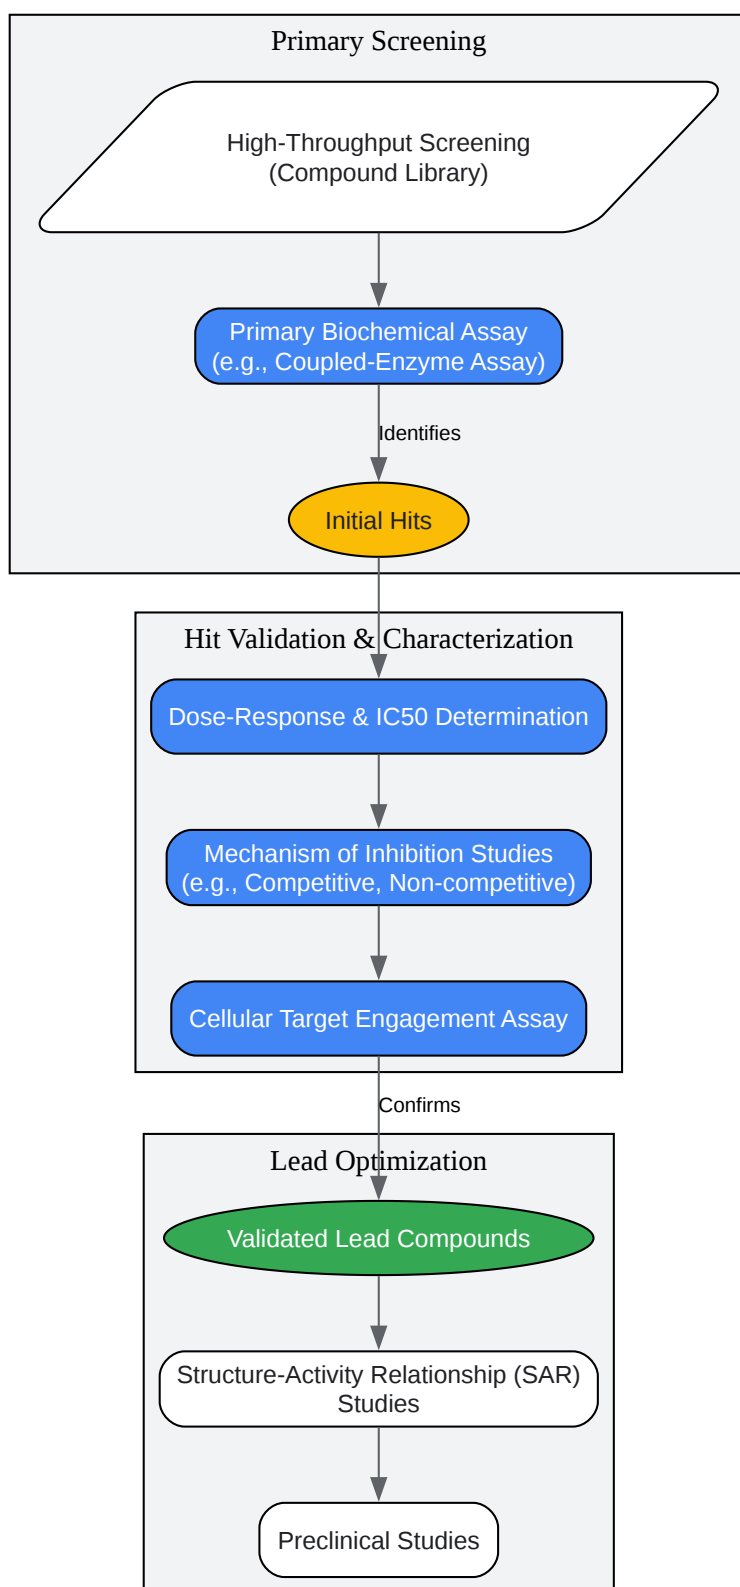 Primary Screening
High-Throughput Screening
(Compound Library)
Primary Biochemical Assay
(e.g., Coupled-Enzyme Assay)
Identifies
Initial Hits
Hit Validation & Characterization
Dose-Response & IC50 Determination
Mechanism of Inhibition Studies
(e.g., Competitive, Non-competitive)
Cellular Target Engagement Assay
Confirms
Lead Optimization
Validated Lead Compounds
Structure-Activity Relationship (SAR)
Studies
Preclinical Studies